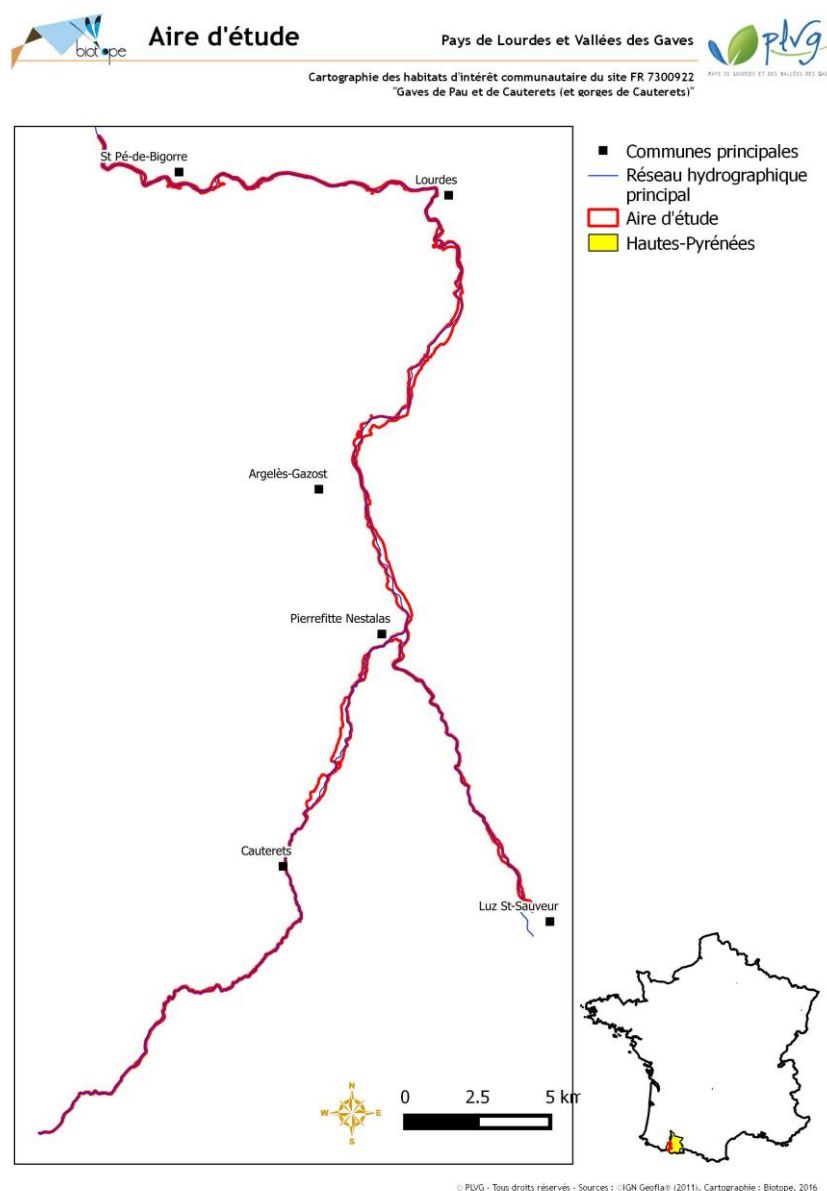 biotope
Aire d'étude
Pays de Lourdes et Vallées des Gaves
plvg
PAYS DE LOURDES ET DES VALLÉES DES GA
Cartographie des habitats d'intérêt communautaire du site FR 7300922
"Gaves de Pau et de Cauterets (et gorges de Cauterets)"
St Pé-de-Bigorre
Lourdes
Argelès-Gazost
Pierrefitte Nestalas
Cauterets
Luz St-Sauveur
Communes principales
Réseau hydrographique
principal
Aire d'étude
Hautes-Pyrénées
N
W E
S
0 2.5 5 km
© PLVG - Tous droits réservés - Sources : ©IGN Geofla® (2011). Cartographie : Biotope, 2016